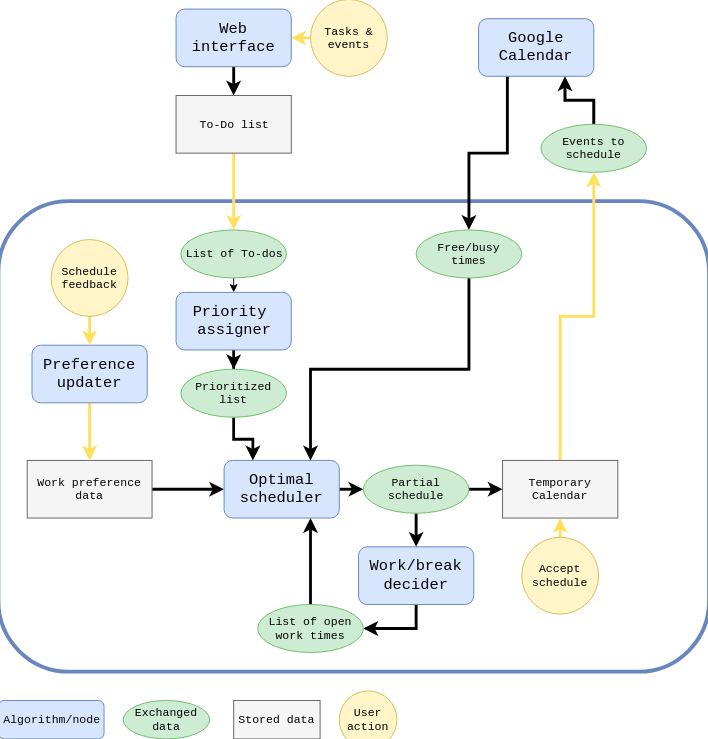 Web
interface
Tasks &
events
Google
Calendar
To-Do list
Events to
schedule
List of To-dos
Free/busy
times
Schedule
feedback
Priority
assigner
Preference
updater
Prioritized
list
Work preference
data
Optimal
scheduler
Partial
schedule
Temporary
Calendar
Work/break
decider
Accept
schedule
List of open
work times
Algorithm/node
Exchanged
data
Stored data
User
action